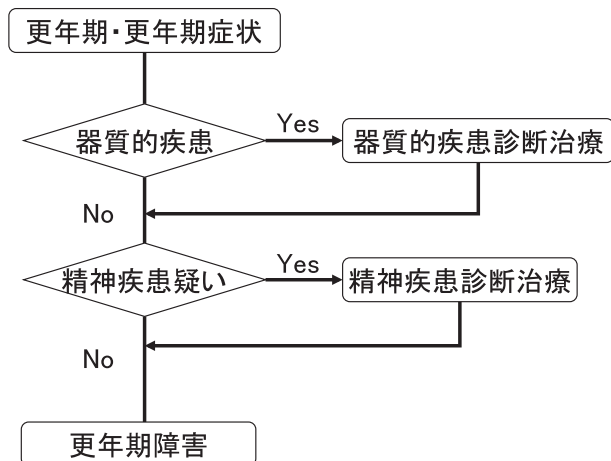 更年期・更年期症状
器質的疾患
Yes
器質的疾患診断治療
No
精神疾患疑い
Yes
精神疾患診断治療
No
更年期障害